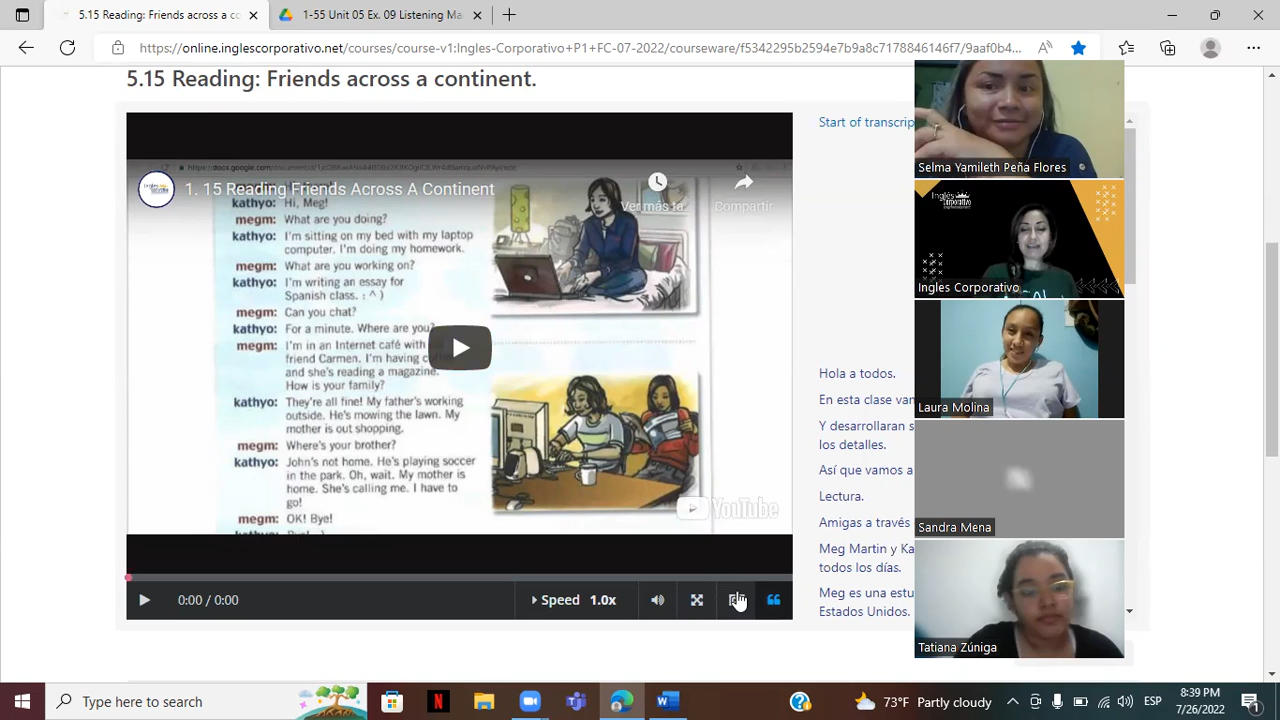 5.15 Reading: Friends across a co
1-55 Unit 05 Ex. 09 Listening Ma
https://online.inglescorporativo.net/courses/course-v1:Ingles-Corporativo+P1+FC-07-2022/courseware/f5342295b2594e7b9a8c7178846146f7/9aaf0b4...
5.15 Reading: Friends across a continent.
1. 15 Reading Friends Across A Continent
Ver más ta...
Compartir
kathyo: Hi, Meg!
megm: What are you doing?
kathyo: I'm sitting on my bed with my laptop
computer. I'm doing my homework.
megm: What are you working on?
kathyo: I'm writing an essay for
Spanish class. : ^ )
megm: Can you chat?
kathyo: For a minute. Where are you?
megm: I'm in an Internet café with
friend Carmen. I'm having
and she's reading a magazine.
How is your family?
kathyo: They're all fine! My father's working
outside. He's mowing the lawn. My
mother is out shopping.
megm: Where's your brother?
kathyo: John's not home. He's playing soccer
in the park. Oh, wait. My mother is
home. She's calling me. I have to
go!
megm: OK! Bye!
YouTube
0:00 / 0:00
Speed 1.0x
Start of transcrip
Hola a todos.
En esta clase van
Y desarrollaran s
los detalles.
Así que vamos a
Lectura.
Amigas a través
Meg Martin y Ka
todos los días.
Meg es una estu
Estados Unidos.
Selma Yamileth Peña Flores
Inglés
Corporativo
Ingles Corporativo
Laura Molina
Sandra Mena
Tatiana Zúniga
Type here to search
73°F Partly cloudy
ESP
8:39 PM
7/26/2022